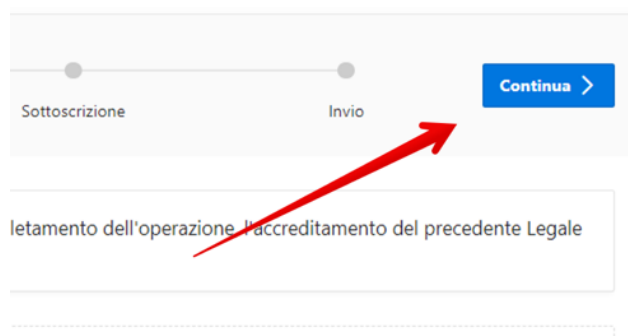 Continua
Sottoscrizione
Invio
letamento dell'operazione, l'accreditamento del precedente Legale